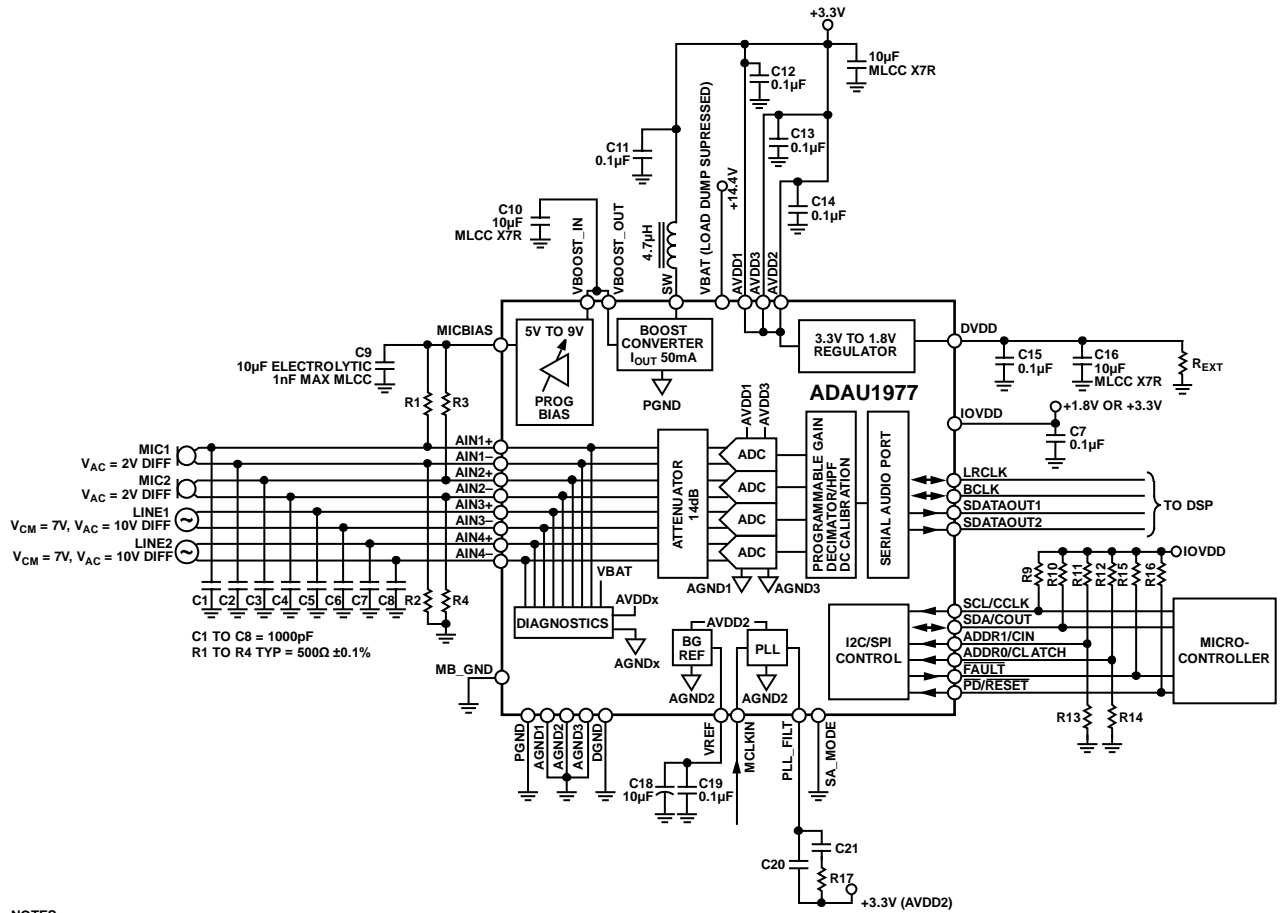 +3.3V
10µF
MLCC X7R
C12
0.1µF
C13
0.1µF
C11
0.1µF
C14
0.1µF
C10
10µF
MLCC X7R
VBOOST_IN
VBOOST_OUT
4.7µH
SW
VBAT (LOAD DUMP SUPRESSED)
+14.4V
AVDD1
AVDD3
AVDD2
MICBIAS
5V TO 9V
PROG
BIAS
BOOST
CONVERTER
IOUT 50mA
PGND
3.3V TO 1.8V
REGULATOR
DVDD
C15
0.1µF
C16
10µF
MLCC X7R
REXT
C9
10µF ELECTROLYTIC
1nF MAX MLCC
R1
R3
ADAU1977
+1.8V OR +3.3V
IOVDD
C7
0.1µF
AVDD1
AVDD3
MIC1
VAC = 2V DIFF
MIC2
VAC = 2V DIFF
LINE1
VCM = 7V, VAC = 10V DIFF
LINE2
VCM = 7V, VAC = 10V DIFF
AIN1+
AIN1–
AIN2+
AIN2–
AIN3+
AIN3–
AIN4+
AIN4–
ATTENUATOR
14dB
ADC
ADC
ADC
ADC
AGND1
AGND3
PROGRAMMABLE GAIN
DECIMATOR/HPF
DC CALIBRATION
SERIAL AUDIO PORT
LRCLK
BCLK
SDATAOUT1
SDATAOUT2
TO DSP
C1
C2
C3
C4
C5
C6
C7
C8
R2
R4
C1 TO C8 = 1000pF
R1 TO R4 TYP = 500Ω ±0.1%
VBAT
AVDDx
DIAGNOSTICS
AGNDx
AVDD2
BG
REF
PLL
AGND2
AGND2
I2C/SPI
CONTROL
IOVDD
R9
R10
R11
R12
R15
R16
SCL/CCLK
SDA/COUT
ADDR1/CIN
ADDR0/CLATCH
FAULT
PD/RESET
MICRO-
CONTROLLER
R13
R14
MB_GND
PGND
AGND1
AGND2
AGND3
DGND
VREF
MCLKIN
PLL_FILT
SA_MODE
C18
10µF
C19
0.1µF
C20
C21
R17
+3.3V (AVDD2)